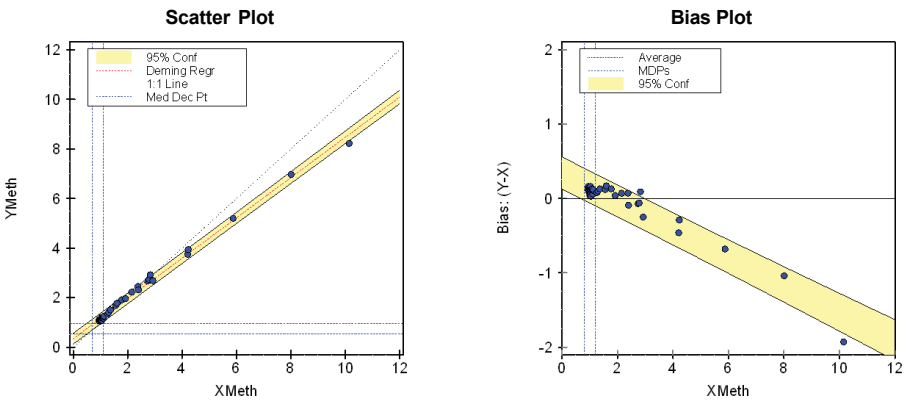 Scatter Plot
95% Conf
Deming Regr
1:1 Line
Med Dec Pt
12
10
8
6
4
2
0
YMeth
0 2 4 6 8 10 12
XMeth
Bias Plot
Average
MDPs
95% Conf
2
1
0
-1
-2
Bias: (Y-X)
0 2 4 6 8 10 12
XMeth